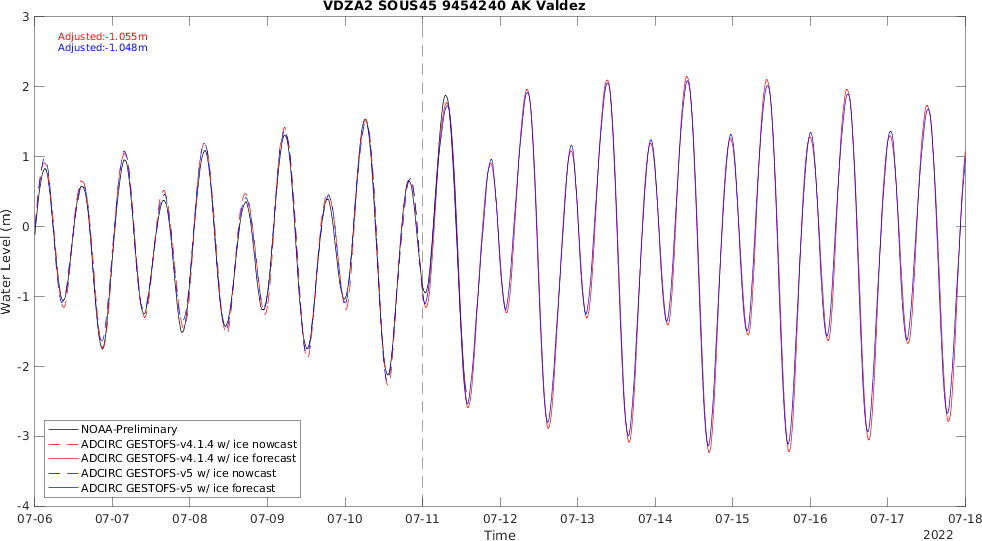 VDZA2 SOUS45 9454240 AK Valdez
Adjusted:-1.055m
Adjusted:-1.048m
3
2
1
0
-1
-2
-3
-4
Water Level (m)
NOAA-Preliminary
ADCIRC GESTOFS-v4.1.4 w/ ice nowcast
ADCIRC GESTOFS-v4.1.4 w/ ice forecast
ADCIRC GESTOFS-v5 w/ ice nowcast
ADCIRC GESTOFS-v5 w/ ice forecast
07-06 07-07 07-08 07-09 07-10 07-11 07-12 07-13 07-14 07-15 07-16 07-17 07-18
Time
2022